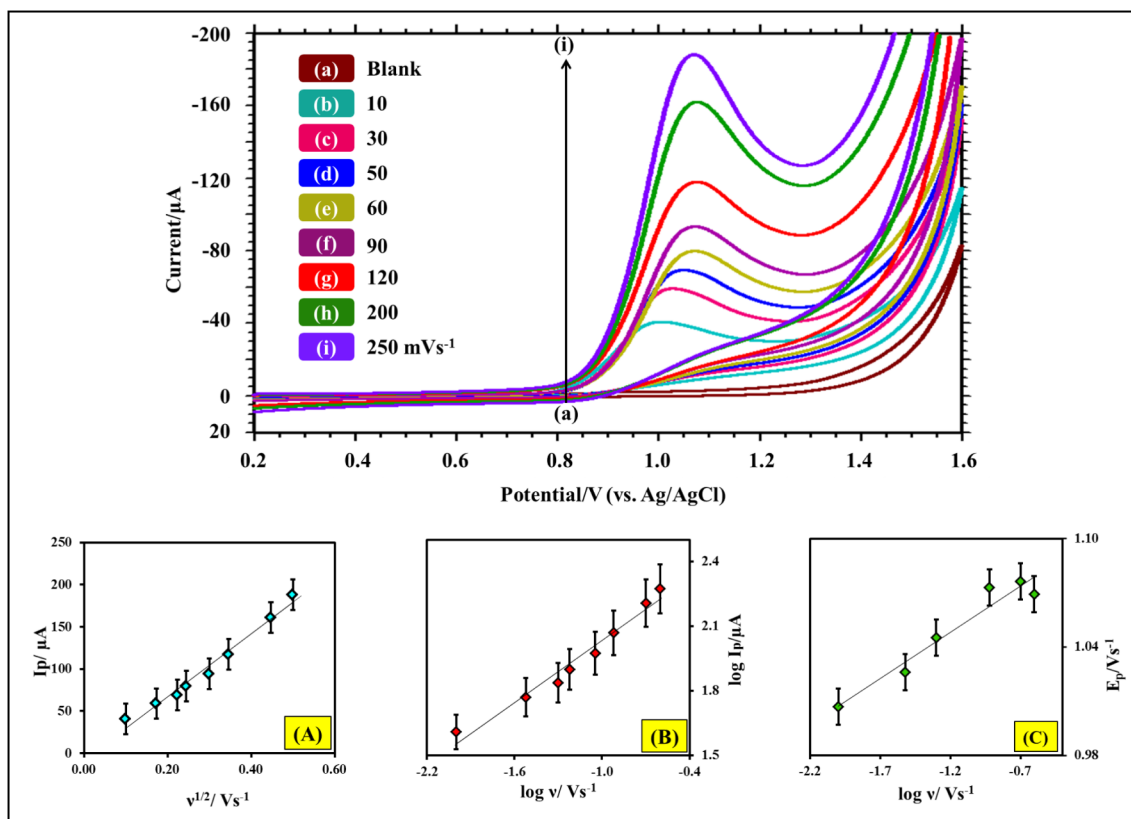 -200
-160
-120
-80
-40
0
20
(i)
(a) Blank
(b) 10
(c) 30
(d) 50
(e) 60
(f) 90
(g) 120
(h) 200
(i) 250 mVs⁻¹
(a)
Current/µA
0.2 0.4 0.6 0.8 1.0 1.2 1.4 1.6
Potential/V (vs. Ag/AgCl)
250
200
150
100
50
0
Ip/ µA
(A)
0.00 0.20 0.40 0.60
ν¹/²/ Vs⁻¹
2.4
2.1
1.8
1.5
log Ip/µA
(B)
-2.2 -1.6 -1.0 -0.4
log ν/ Vs⁻¹
1.10
1.04
0.98
Eₚ/Vs⁻¹
(C)
-2.2 -1.7 -1.2 -0.7
log ν/ Vs⁻¹